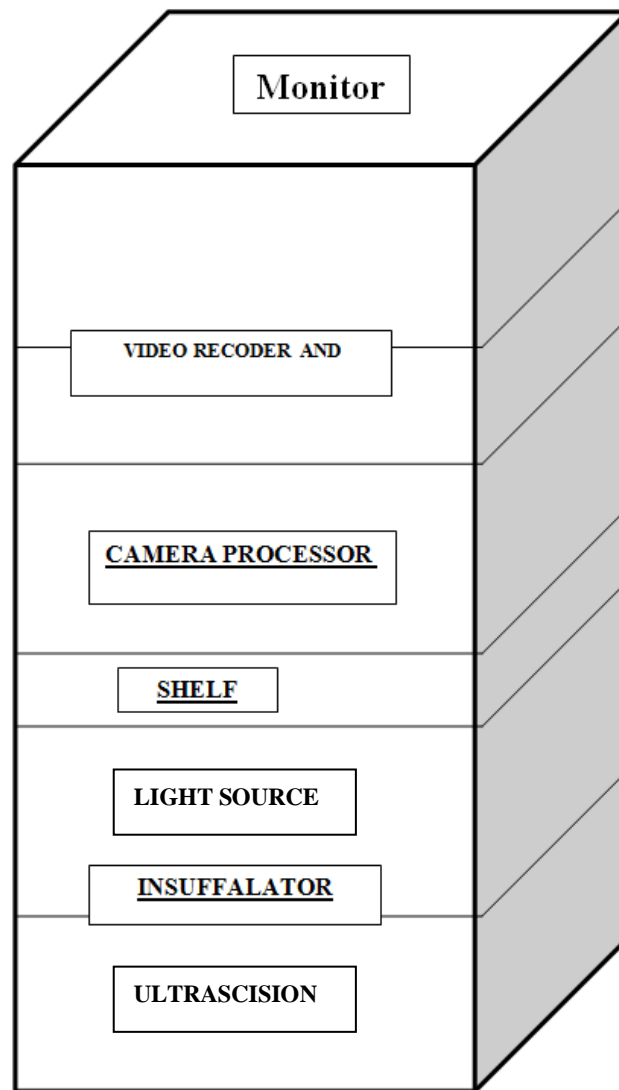 Monitor
VIDEO RECODER AND
CAMERA PROCESSOR
SHELF
LIGHT SOURCE
INSUFFALATOR
ULTRASCISION